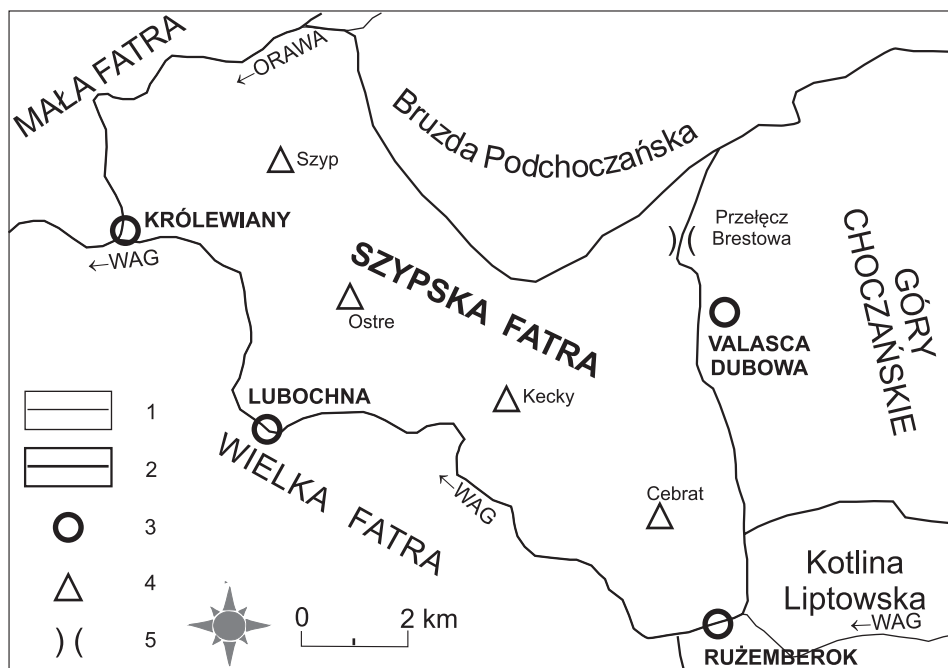 MAŁA FATRA
←ORAWA
Bruzda Podchoczańska
Szyp
KRÓLEWIANY
←WAG
Przełęcz
Brestowa
GÓRY
CHOCZAŃSKIE
SZYPSKA FATRA
Ostre
VALASCA
DUBOWA
LUBOCHNA
Kecky
WIELKA FATRA
←WAG
Cebrat
Kotlina
Liptowska
←WAG
RUŻEMBEROK
1
2
3
4
5
0 2 km